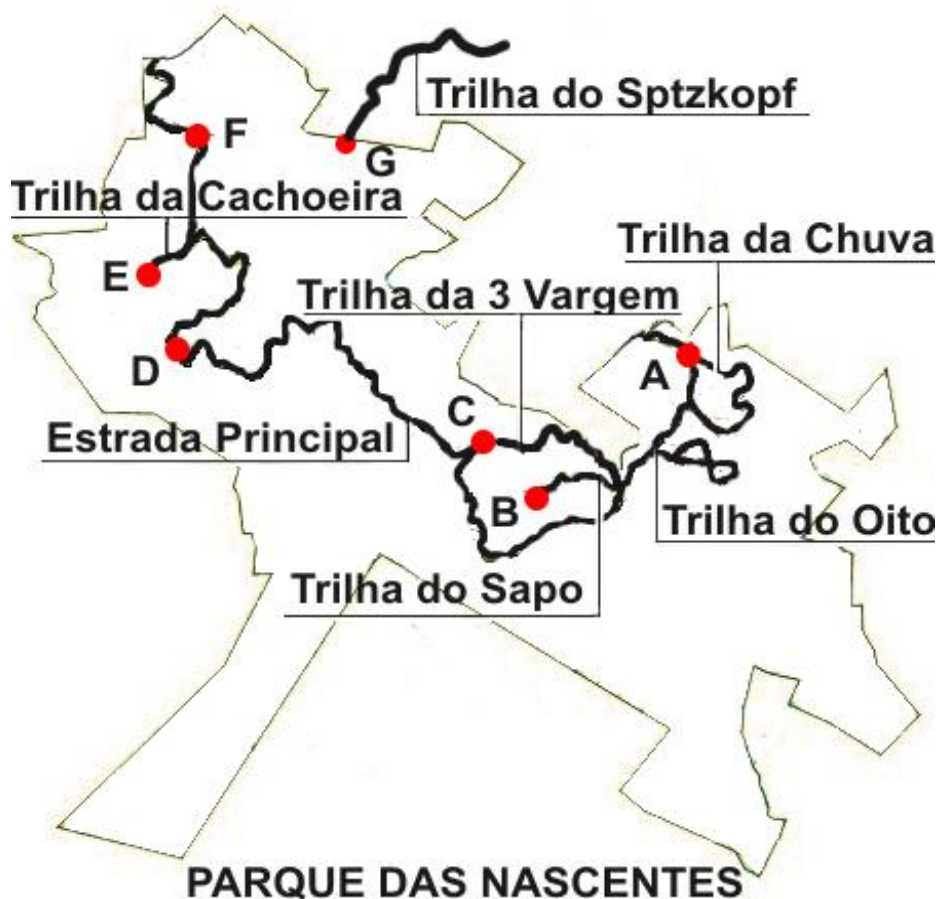 Trilha do Sptzkopf
F
G
Trilha da Cachoeira
Trilha da Chuva
E
Trilha da 3 Vargem
A
D
C
Estrada Principal
B
Trilha do Oito
Trilha do Sapo
PARQUE DAS NASCENTES